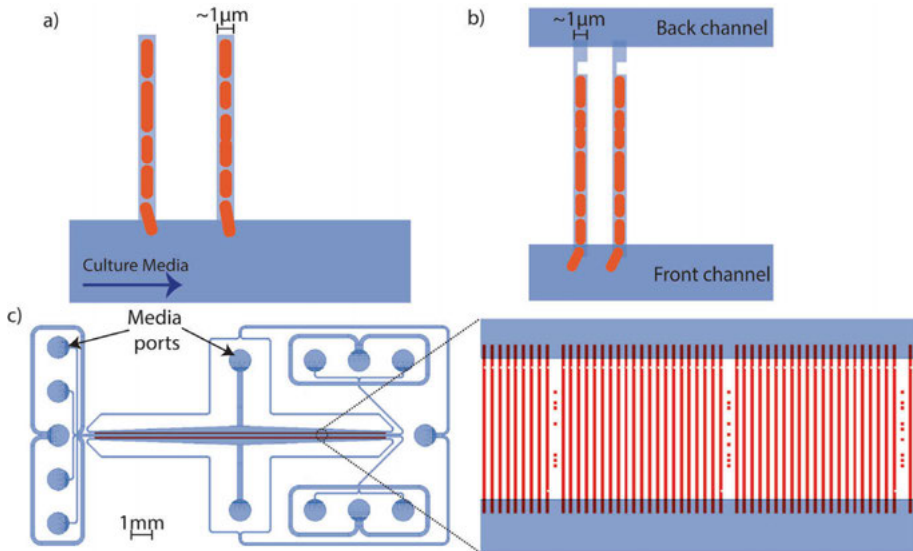 a)
~1μm
Culture Media
b)
~1μm
Back channel
Front channel
c)
Media
ports
1mm